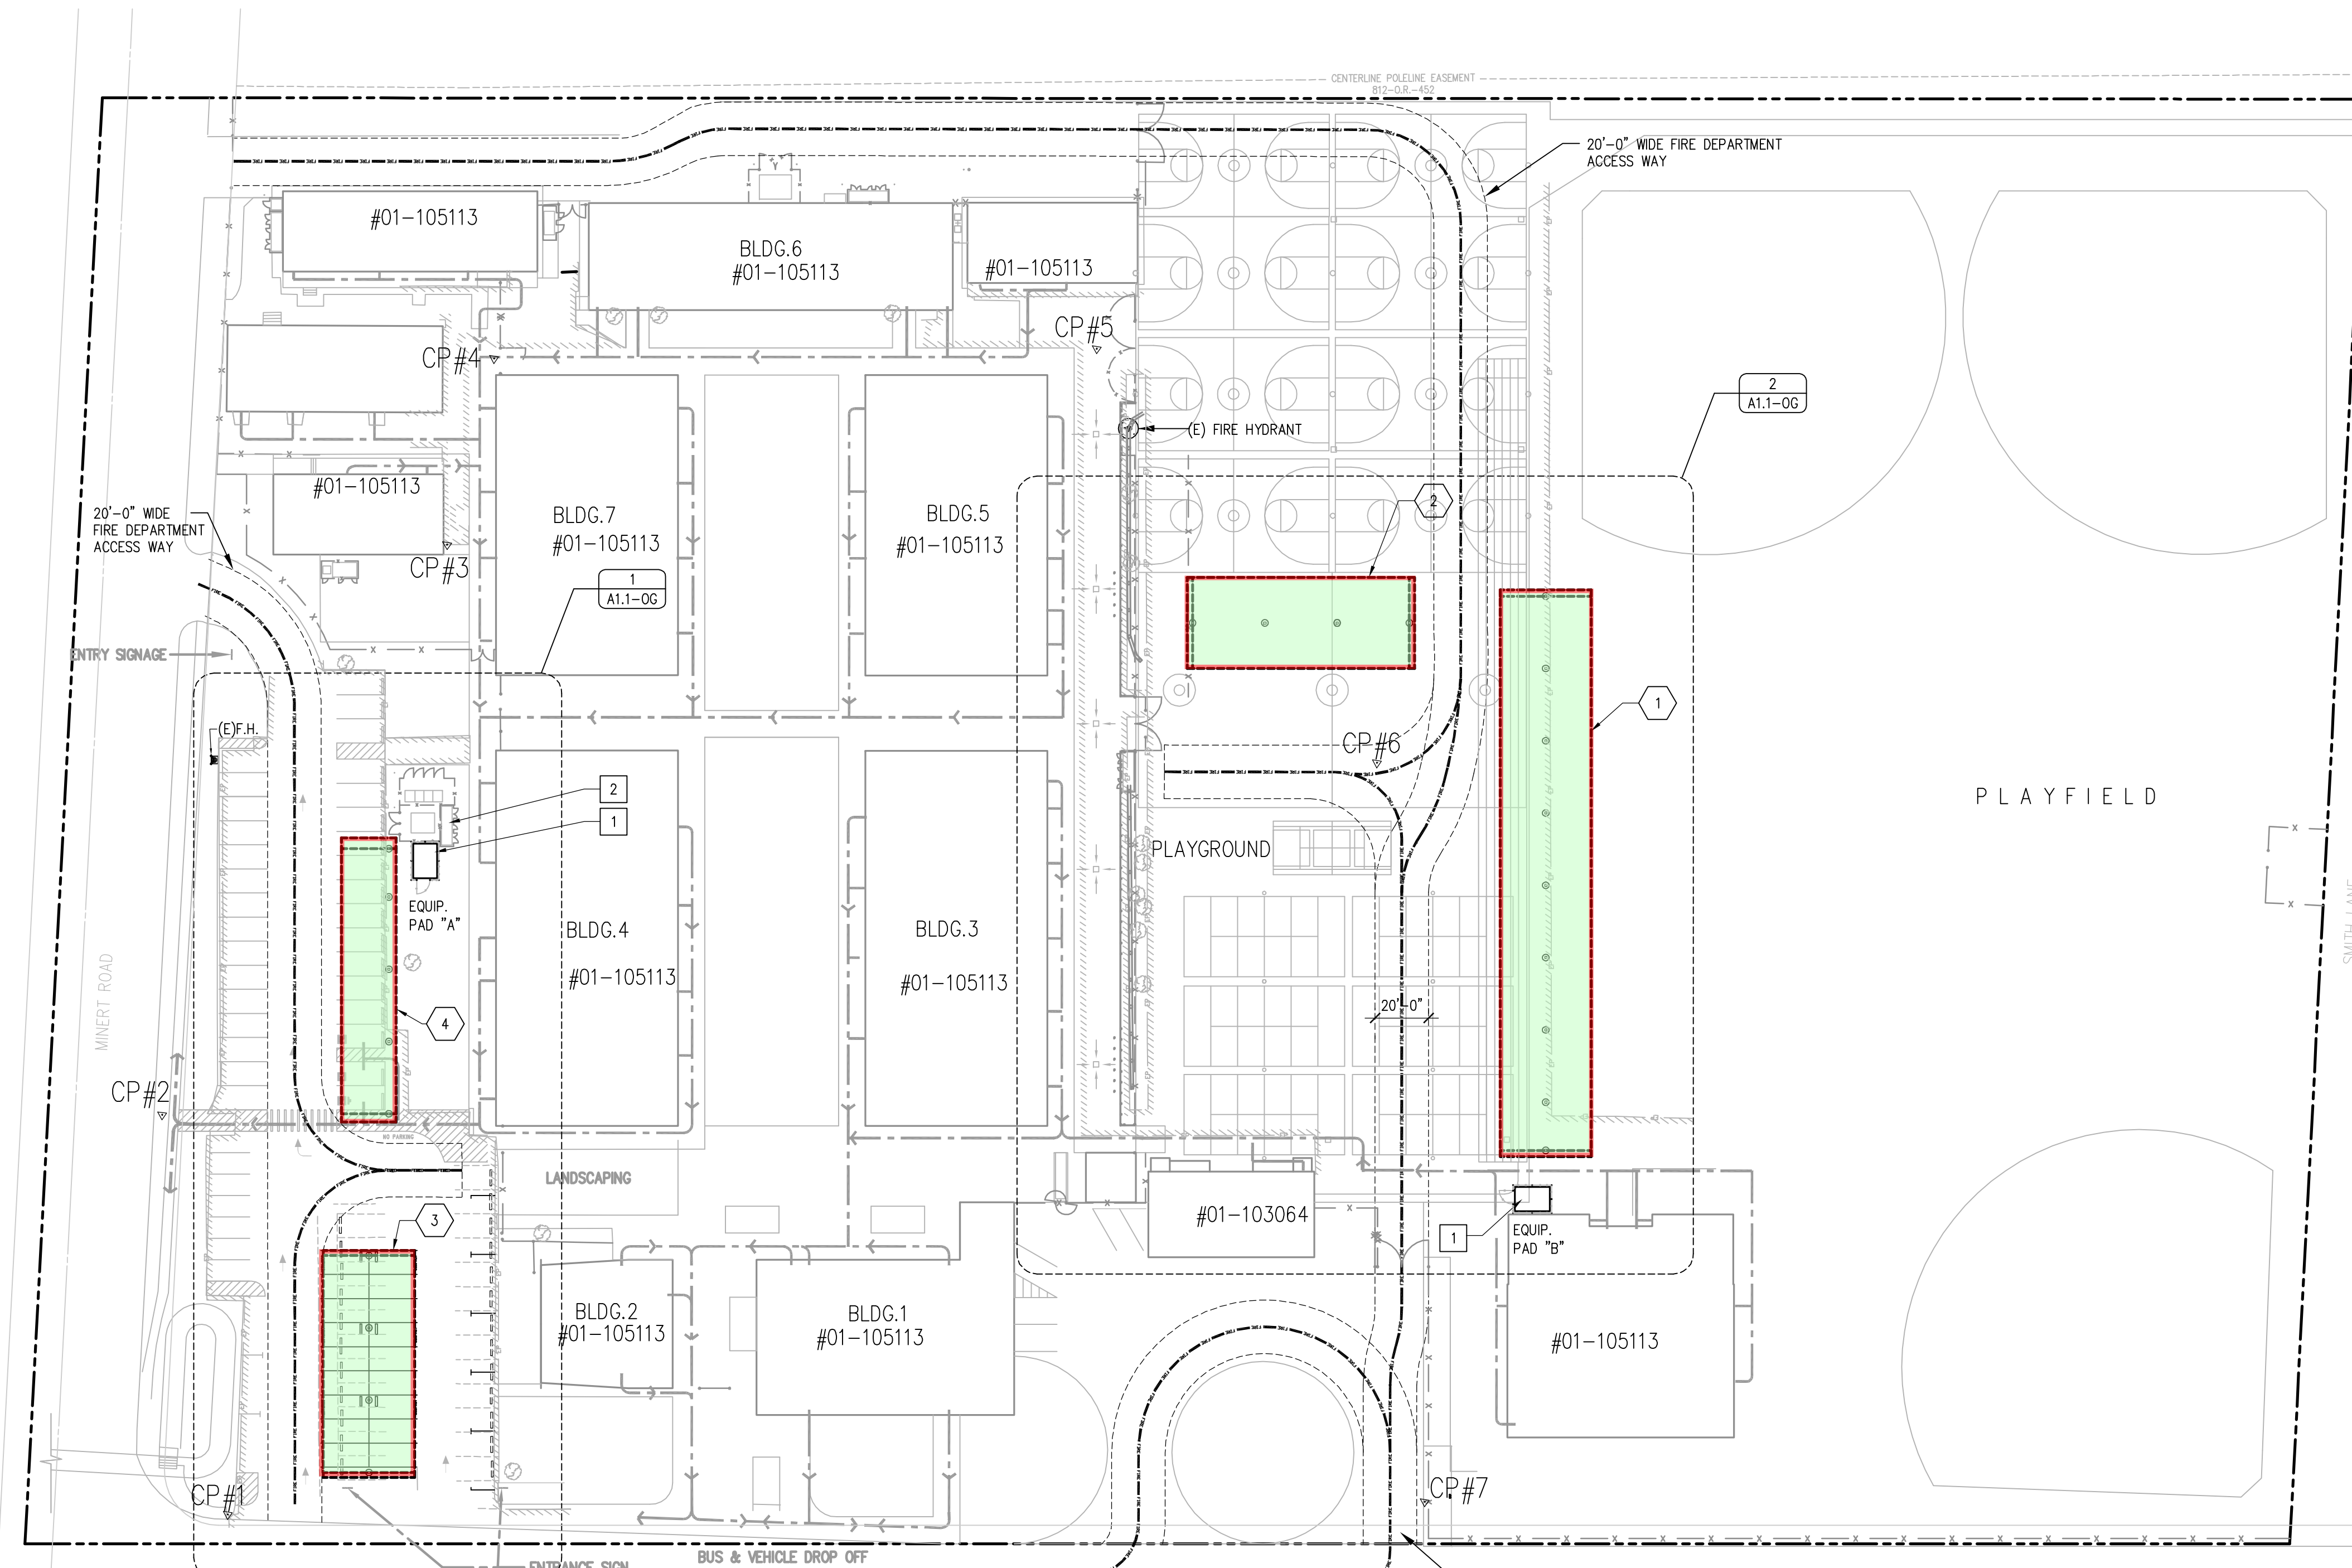 CENTERLINE POLELINE EASEMENT
812-O.R.-452
20'-0" WIDE FIRE DEPARTMENT
ACCESS WAY
#01-105113
BLDG.6
#01-105113
#01-105113
CP#5
CP#4
2
A1.1-OG
(E) FIRE HYDRANT
#01-105113
20'-0" WIDE
FIRE DEPARTMENT
ACCESS WAY
BLDG.7
#01-105113
BLDG.5
#01-105113
2
CP#3
1
A1.1-OG
ENTRY SIGNAGE
1
(E)F.H.
CP#6
2
1
PLAYFIELD
PLAYGROUND
EQUIP.
PAD "A"
BLDG.4
#01-105113
BLDG.3
#01-105113
SMITH LANE
MINERT ROAD
20'-0"
4
CP#2
NO PARKING
LANDSCAPING
3
#01-103064
1
EQUIP.
PAD "B"
BLDG.2
#01-105113
BLDG.1
#01-105113
#01-105113
CP#1
CP#7
BUS & VEHICLE DROP OFF
ENTRANCE SIGN